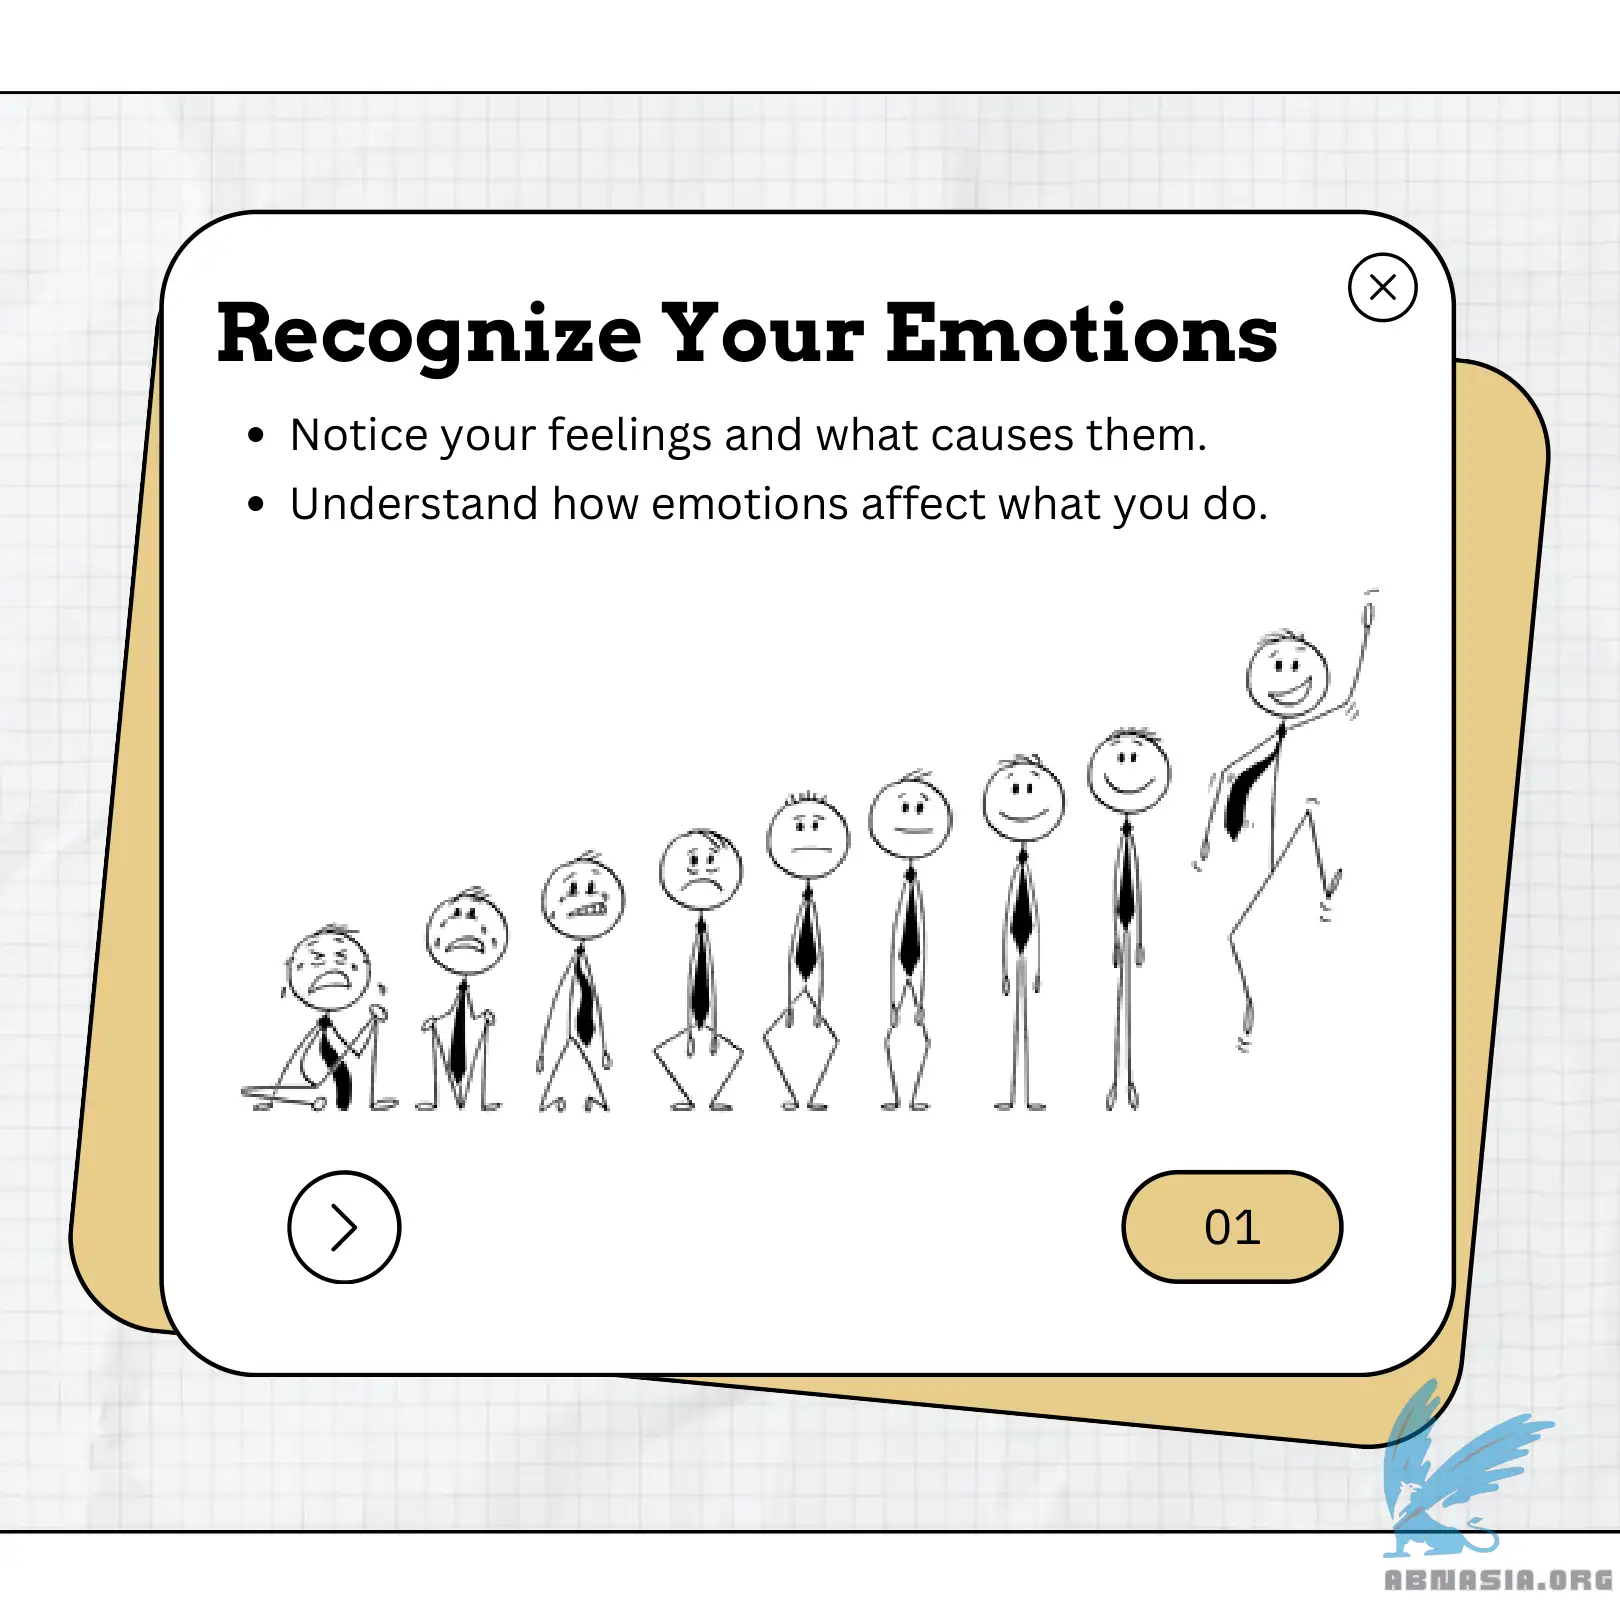 Recognize Your Emotions
• Notice your feelings and what causes them.
• Understand how emotions affect what you do.
01
ABNASIA.ORG